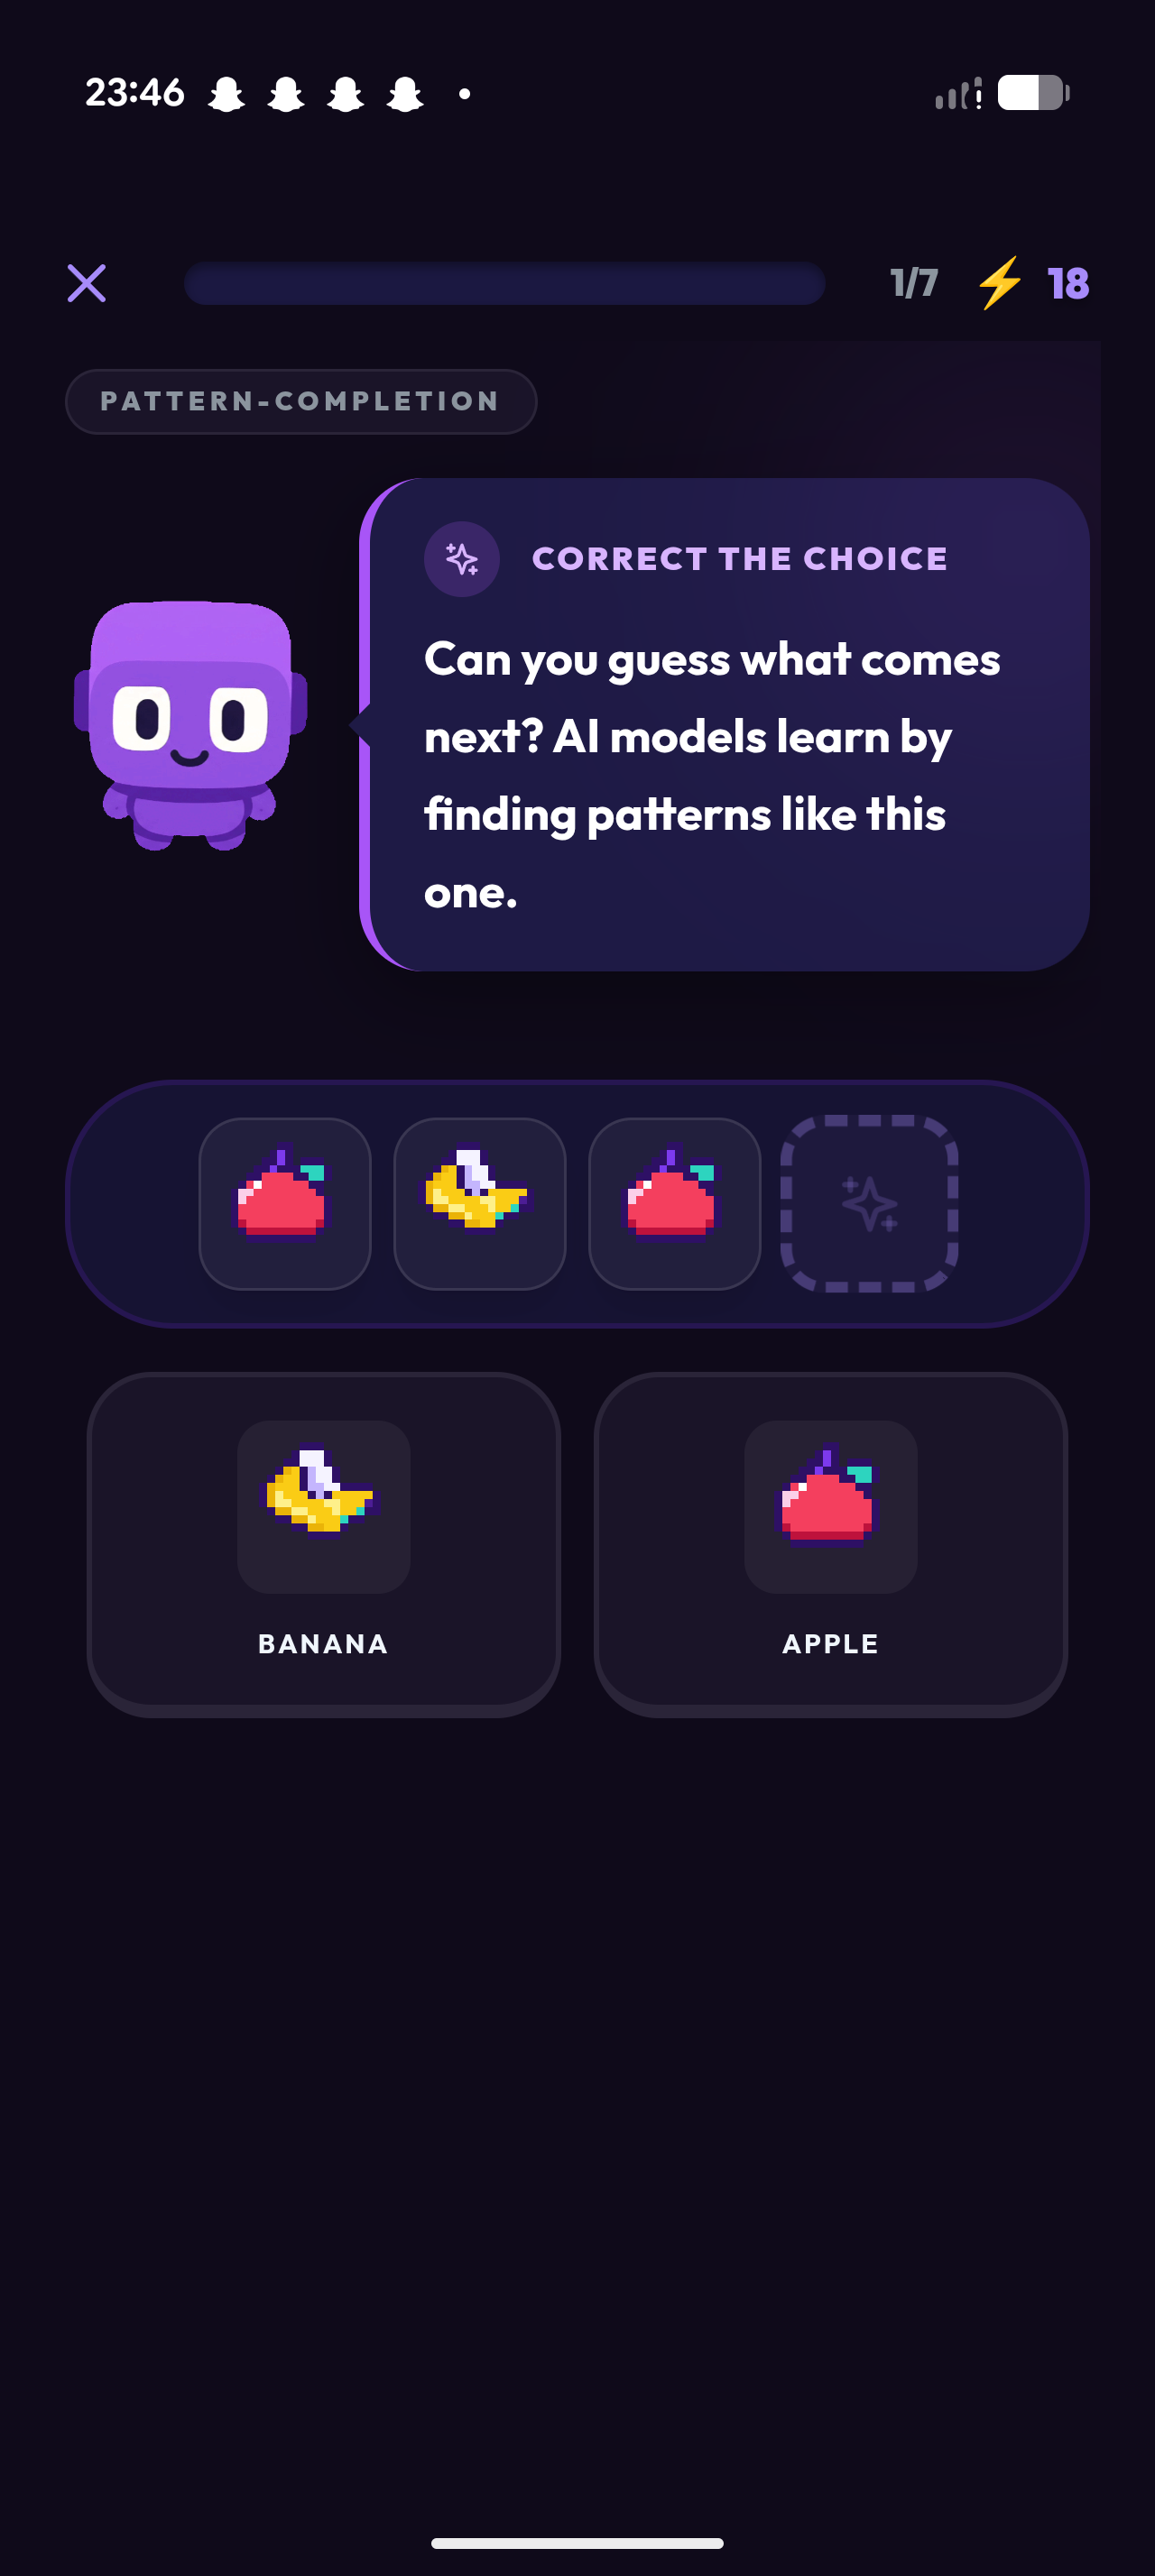 23:46
1/7
18
PATTERN-COMPLETION
CORRECT THE CHOICE
Can you guess what comes
next? AI models learn by
finding patterns like this
one.
BANANA
APPLE